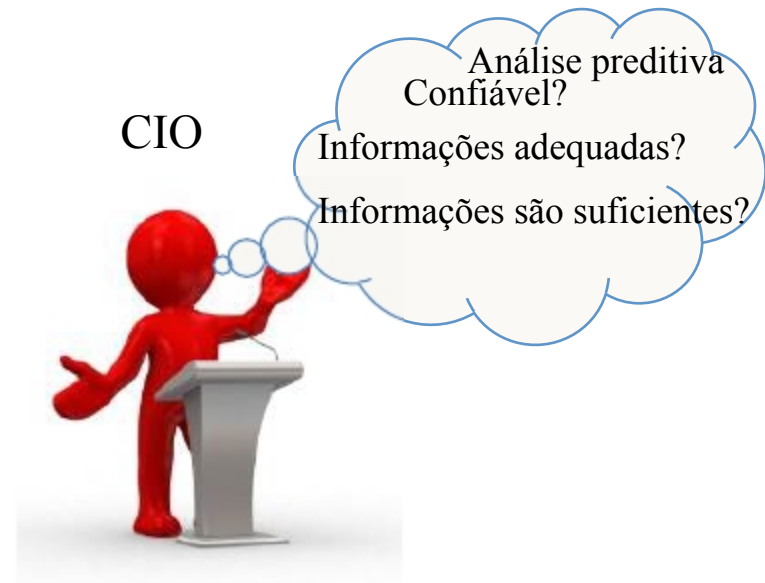 CIO
Análise preditiva
Confiável?
Informações adequadas?
Informações são suficientes?